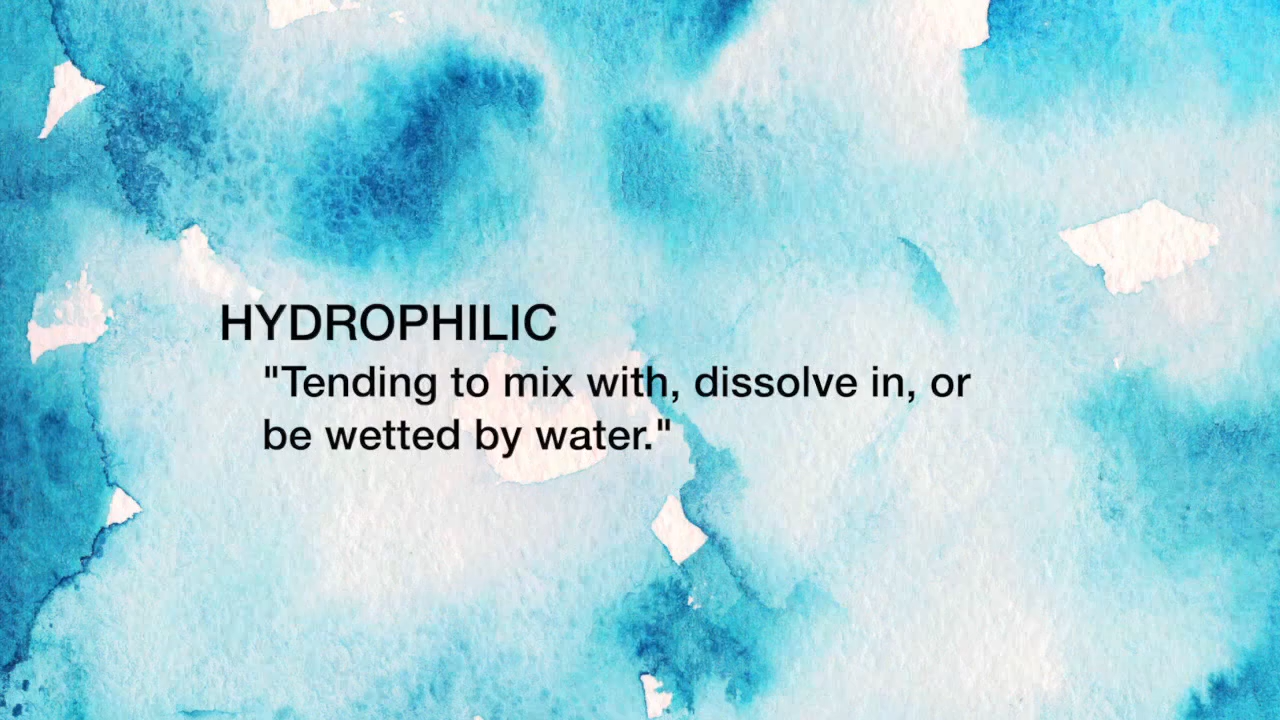 HYDROPHILIC
"Tending to mix with, dissolve in, or
be wetted by water."